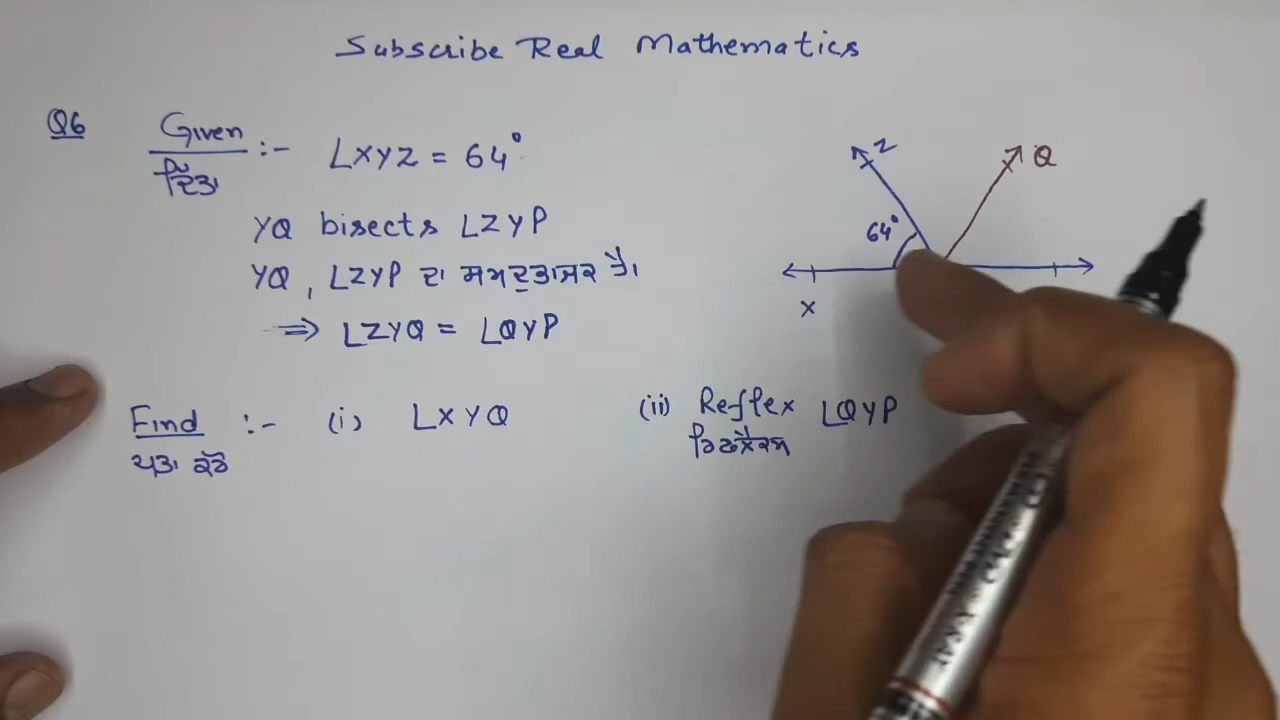 Subscribe Real Mathematics
Q6 Given :- ∠XYZ = 64°
ਦਿੱਤਾ
YQ bisects ∠ZYP
YQ, ∠ZYP ਦਾ ਸਮਦੁਭਾਜਕ ਹੈ।
⇒ ∠ZYQ = ∠QYP
Find :- (i) ∠XYQ (ii) Reflex ∠QYP
ਪਤਾ ਕਰੋ ਰਿਫਲੈਕਸ
Z
Q
64°
X